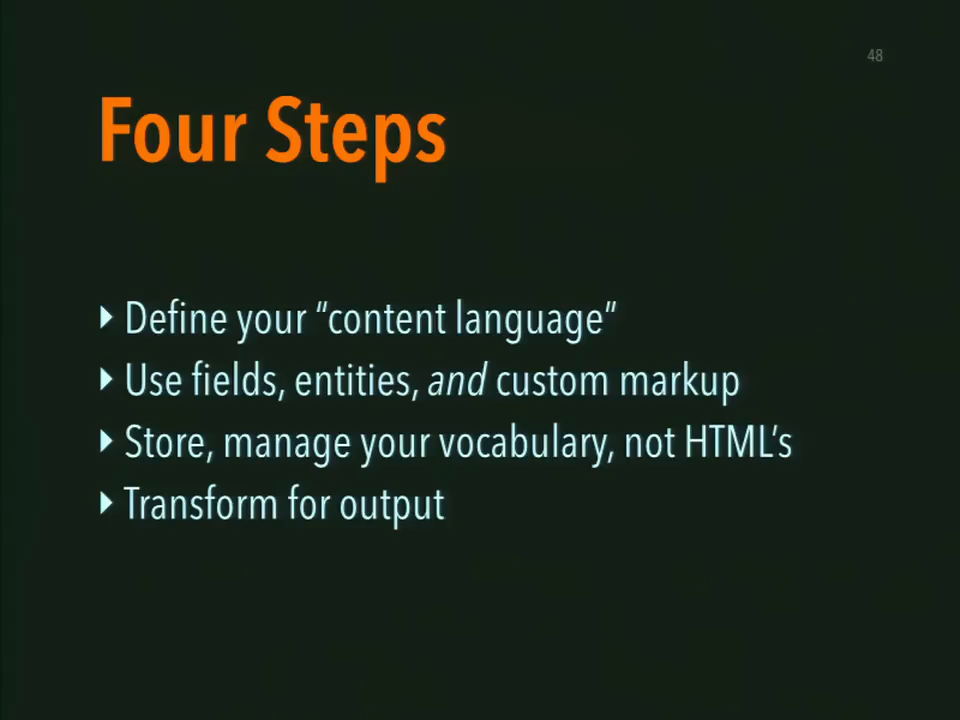 48
Four Steps
‣ Define your “content language”
‣ Use fields, entities, and custom markup
‣ Store, manage your vocabulary, not HTML’s
‣ Transform for output